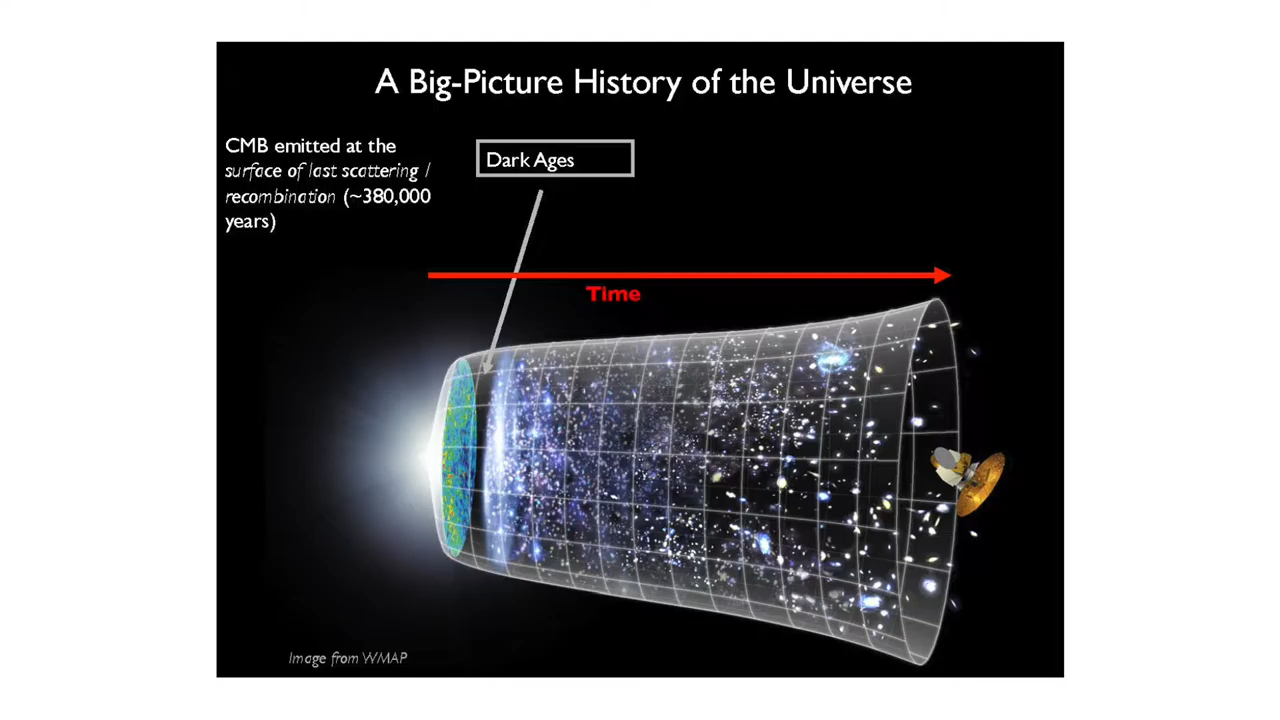 A Big-Picture History of the Universe
CMB emitted at the
surface of last scattering /
recombination (~380,000
years)
Dark Ages
Time
Image from WMAP